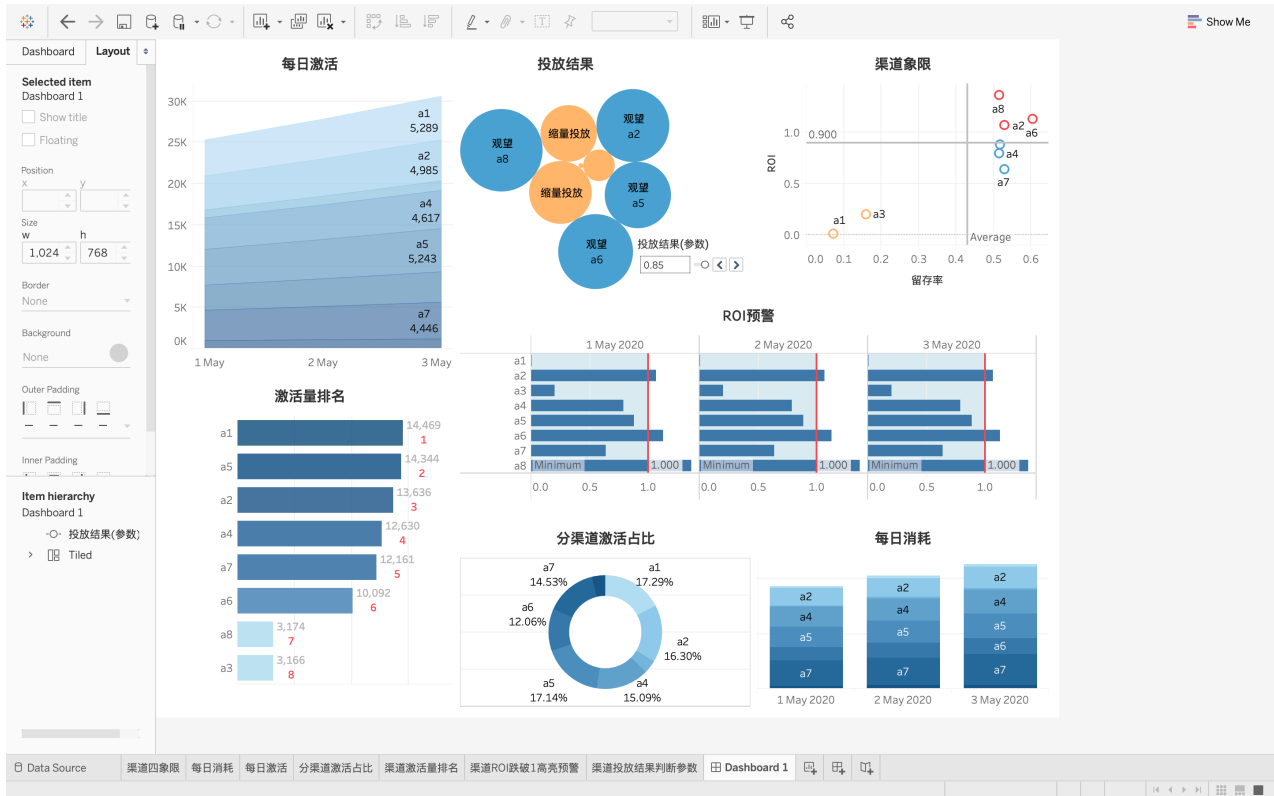 Show Me
Dashboard
Layout
Selected item
Dashboard 1
Show title
Floating
Position
x y
Size
w h
1,024 768
Border
None
Background
None
Outer Padding
Inner Padding
Item hierarchy
Dashboard 1
投放结果(参数)
Tiled
每日激活
30K
25K
20K
15K
10K
5K
0K
a1
5,289
a2
4,985
a4
4,617
a5
5,243
a7
4,446
1 May 2 May 3 May
投放结果
观望
a8
缩量投放
观望
a2
缩量投放
观望
a5
观望
a6
投放结果(参数)
0.85
渠道象限
ROI
1.0
0.5
0.0
0.900
a8
a2
a6
a4
a7
a1
a3
Average
0.0 0.1 0.2 0.3 0.4 0.5 0.6
留存率
ROI预警
1 May 2020 2 May 2020 3 May 2020
a1
a2
a3
a4
a5
a6
a7
a8 Minimum 1.000 Minimum 1.000 Minimum 1.000
0.0 0.5 1.0 0.0 0.5 1.0 0.0 0.5 1.0
激活量排名
a1 14,469
1
a5 14,344
2
a2 13,636
3
a4 12,630
4
a7 12,161
5
a6 10,092
6
a8 3,174
7
a3 3,166
8
分渠道激活占比
a7
14.53%
a1
17.29%
a6
12.06%
a2
16.30%
a5
17.14%
a4
15.09%
每日消耗
a2 a2 a2
a4 a4 a4
a5 a5 a5
a6
a7 a7 a7
1 May 2020 2 May 2020 3 May 2020
Data Source 渠道四象限 每日消耗 每日激活 分渠道激活占比 渠道激活量排名 渠道ROI跌破1高亮预警 渠道投放结果判断参数 Dashboard 1